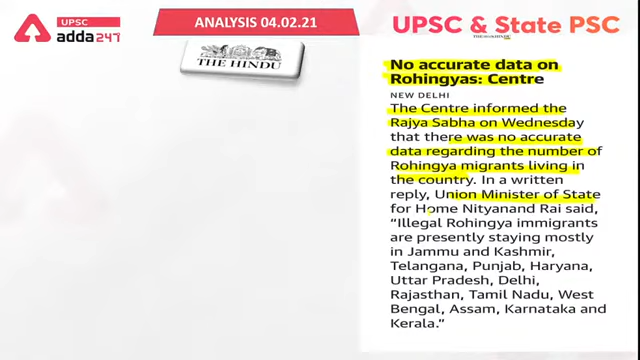 UPSC
adda247
ANALYSIS 04.02.21
UPSC & State PSC
THE HINDU
THE HINDU
No accurate data on
Rohingyas: Centre
NEW DELHI
The Centre informed the
Rajya Sabha on Wednesday
that there was no accurate
data regarding the number of
Rohingya migrants living in
the country. In a written
reply, Union Minister of State
for Home Nityanand Rai said,
“Illegal Rohingya immigrants
are presently staying mostly
in Jammu and Kashmir,
Telangana, Punjab, Haryana,
Uttar Pradesh, Delhi,
Rajasthan, Tamil Nadu, West
Bengal, Assam, Karnataka and
Kerala.”